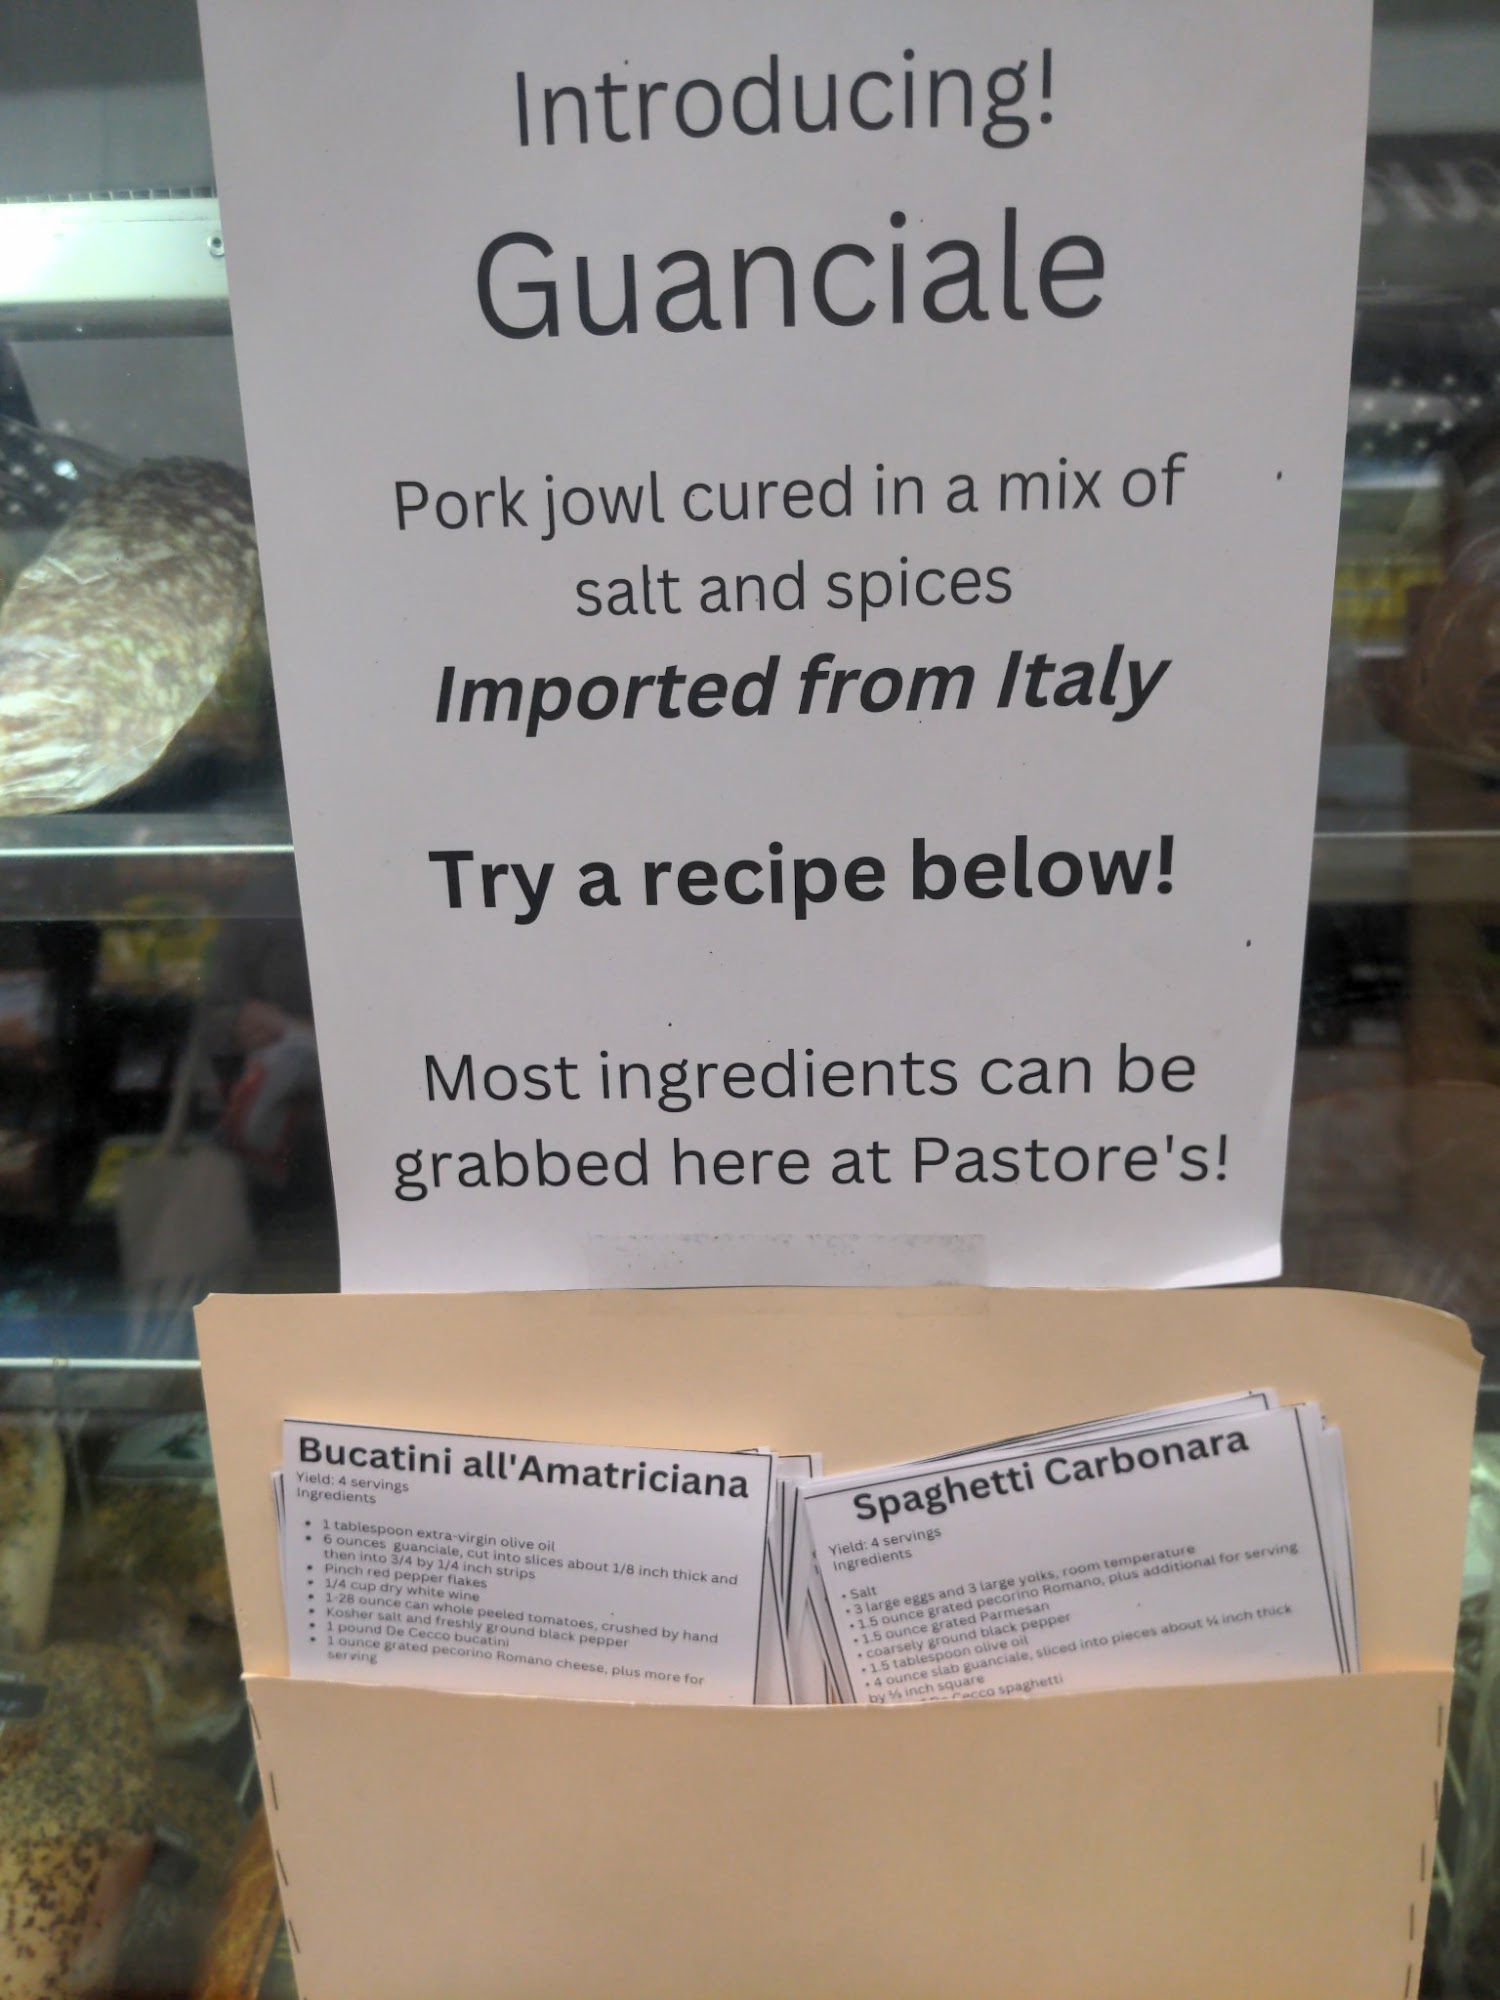 Introducing!
Guanciale
Pork jowl cured in a mix of
salt and spices
Imported from Italy
Try a recipe below!
Most ingredients can be
grabbed here at Pastore's!
Bucatini all'Amatriciana
Yield: 4 servings
Ingredients
• 1 tablespoon extra-virgin olive oil
• 6 ounces guanciale, cut into slices about 1/8 inch thick and
then into 3/4 by 1/4 inch strips
• Pinch red pepper flakes
• 1/4 cup dry white wine
• 1-28 ounce can whole peeled tomatoes, crushed by hand
• Kosher salt and freshly ground black pepper
• 1 pound De Cecco bucatini
• 1 ounce grated pecorino Romano cheese, plus more for
serving
Spaghetti Carbonara
Yield: 4 servings
Ingredients
• Salt
• 3 large eggs and 3 large yolks, room temperature
• 1.5 ounce grated pecorino Romano, plus additional for serving
• 1.5 ounce grated Parmesan
• coarsely ground black pepper
• 1.5 tablespoon olive oil
• 4 ounce slab guanciale, sliced into pieces about ¼ inch thick
by ⅓ inch square
Cecco spaghetti